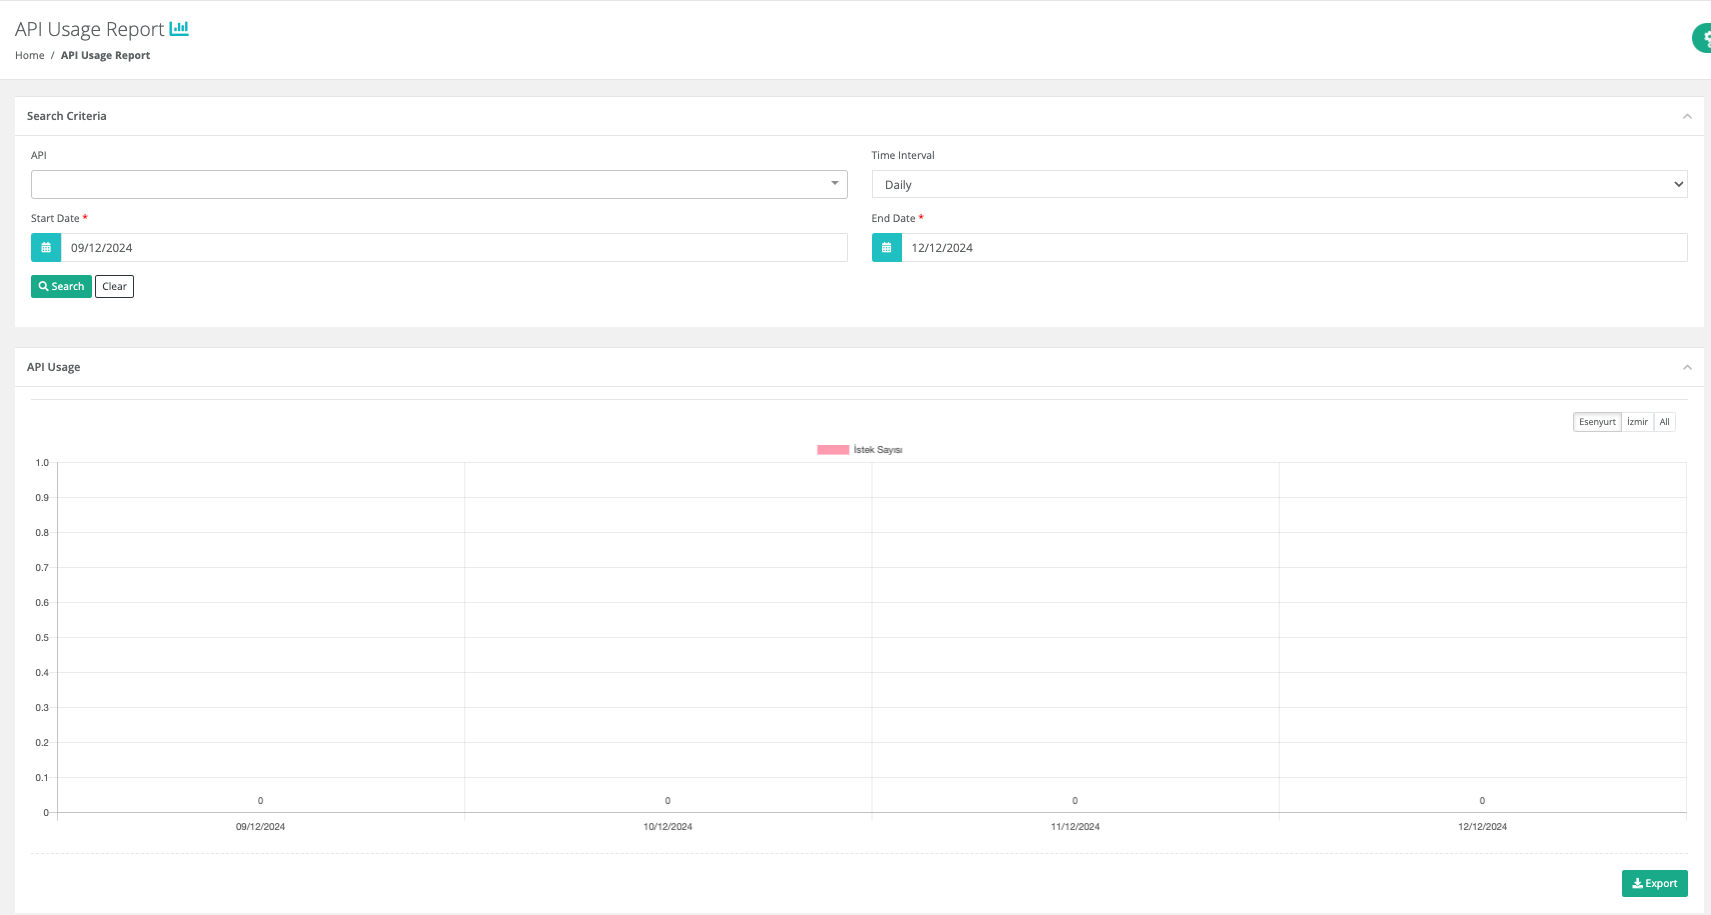 API Usage Report
Home / API Usage Report
Search Criteria
API
Time Interval
Daily
Start Date *
End Date *
09/12/2024
12/12/2024
Search Clear
API Usage
Esenyurt İzmir All
İstek Sayısı
1.0
0.9
0.8
0.7
0.6
0.5
0.4
0.3
0.2
0.1
0
0 0 0 0
09/12/2024 10/12/2024 11/12/2024 12/12/2024
Export